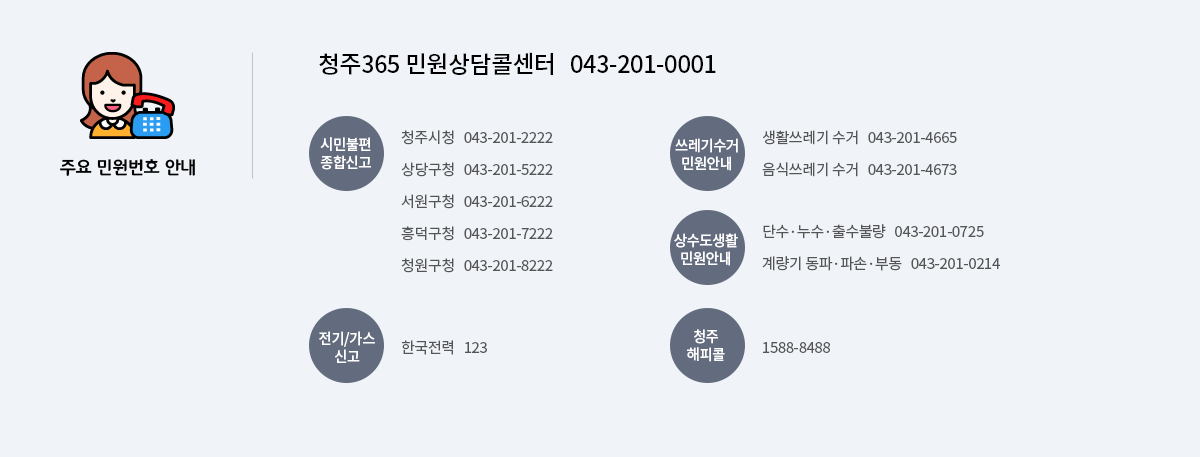 주요 민원번호 안내
청주365 민원상담콜센터 043-201-0001
시민불편
종합신고
청주시청 043-201-2222
상당구청 043-201-5222
서원구청 043-201-6222
흥덕구청 043-201-7222
청원구청 043-201-8222
쓰레기수거
민원안내
생활쓰레기 수거 043-201-4665
음식쓰레기 수거 043-201-4673
상수도생활
민원안내
단수·누수·출수불량 043-201-0725
계량기 동파·파손·부동 043-201-0214
전기/가스
신고
한국전력 123
청주
해피콜
1588-8488